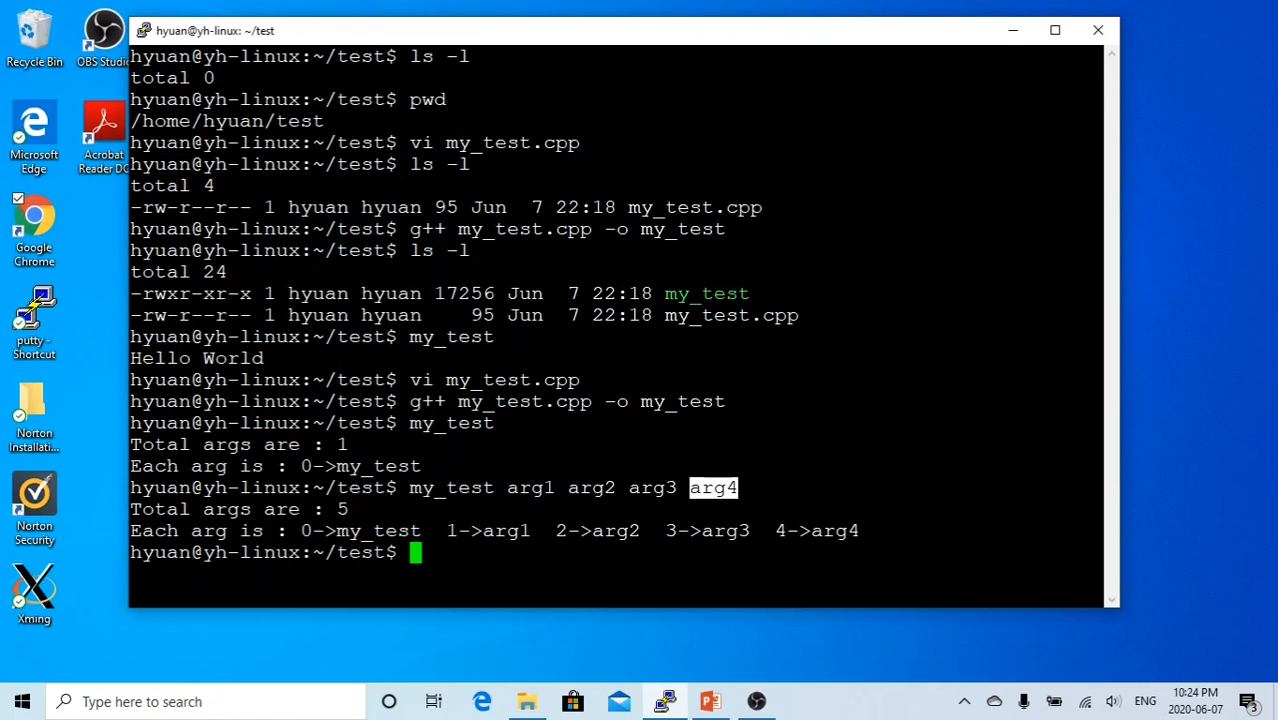 Recycle Bin
OBS Studio
Microsoft
Edge
Acrobat
Reader DC
Google
Chrome
putty -
Shortcut
Norton
Installati...
Norton
Security
Xming
hyuan@yh-linux: ~/test
hyuan@yh-linux:~/test$ ls -l
total 0
hyuan@yh-linux:~/test$ pwd
/home/hyuan/test
hyuan@yh-linux:~/test$ vi my_test.cpp
hyuan@yh-linux:~/test$ ls -l
total 4
-rw-r--r-- 1 hyuan hyuan 95 Jun  7 22:18 my_test.cpp
hyuan@yh-linux:~/test$ g++ my_test.cpp -o my_test
hyuan@yh-linux:~/test$ ls -l
total 24
-rwxr-xr-x 1 hyuan hyuan 17256 Jun  7 22:18 my_test
-rw-r--r-- 1 hyuan hyuan    95 Jun  7 22:18 my_test.cpp
hyuan@yh-linux:~/test$ my_test
Hello World
hyuan@yh-linux:~/test$ vi my_test.cpp
hyuan@yh-linux:~/test$ g++ my_test.cpp -o my_test
hyuan@yh-linux:~/test$ my_test
Total args are : 1
Each arg is : 0->my_test
hyuan@yh-linux:~/test$ my_test arg1 arg2 arg3 arg4
Total args are : 5
Each arg is : 0->my_test  1->arg1  2->arg2  3->arg3  4->arg4
hyuan@yh-linux:~/test$
Type here to search
ENG
10:24 PM
2020-06-07
3